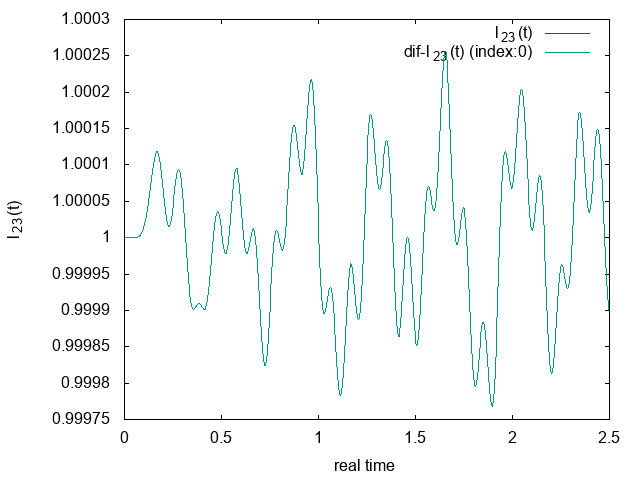 1.0003
1.00025
1.0002
1.00015
1.0001
1.00005
1
0.99995
0.9999
0.99985
0.9998
0.99975
0 0.5 1 1.5 2 2.5
real time
I23(t)
I23(t)
dif-I23(t) (index:0)